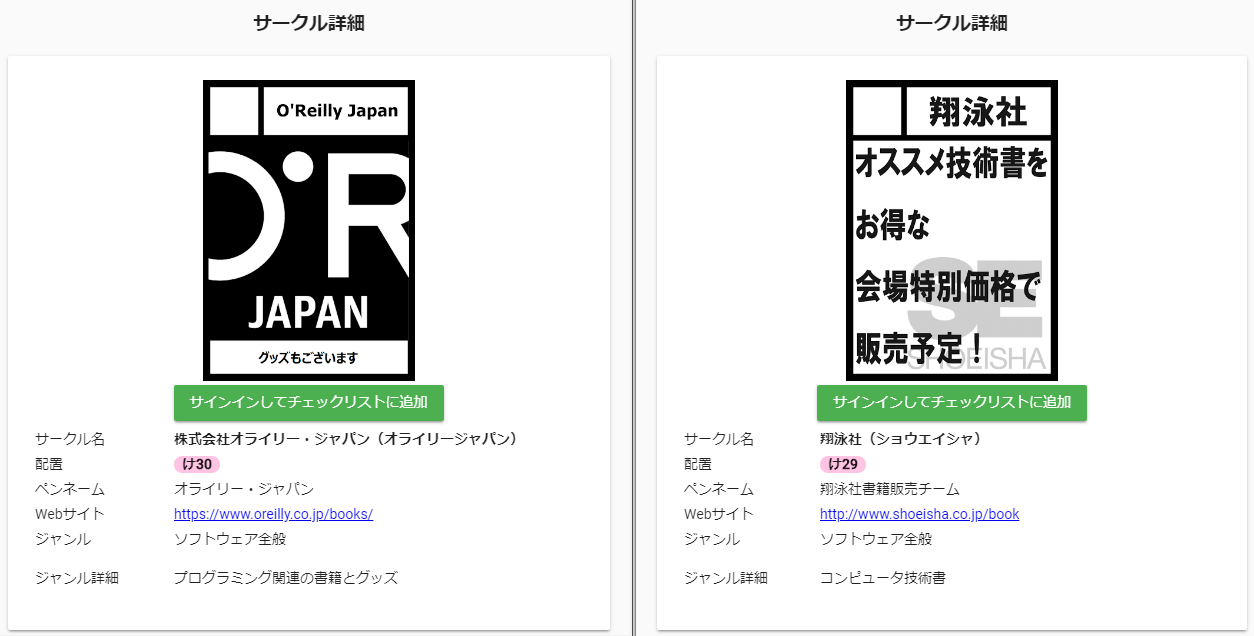 サークル詳細
O'Reilly Japan
O'R
JAPAN
グッズもございます
サインインしてチェックリストに追加
サークル名 株式会社オライリー・ジャパン（オライリージャパン）
配置 け30
ペンネーム オライリー・ジャパン
Webサイト https://www.oreilly.co.jp/books/
ジャンル ソフトウェア全般
ジャンル詳細 プログラミング関連の書籍とグッズ
サークル詳細
翔泳社
オススメ技術書を
お得な
会場特別価格で
販売予定！
SE
SHOEISHA
サインインしてチェックリストに追加
サークル名 翔泳社（ショウエイシャ）
配置 け29
ペンネーム 翔泳社書籍販売チーム
Webサイト http://www.shoeisha.co.jp/book
ジャンル ソフトウェア全般
ジャンル詳細 コンピュータ技術書